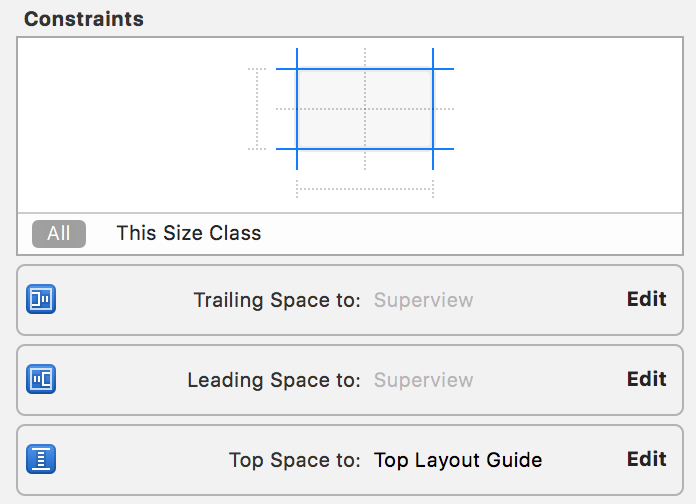 Constraints
All This Size Class
Trailing Space to: Superview Edit
Leading Space to: Superview Edit
Top Space to: Top Layout Guide Edit